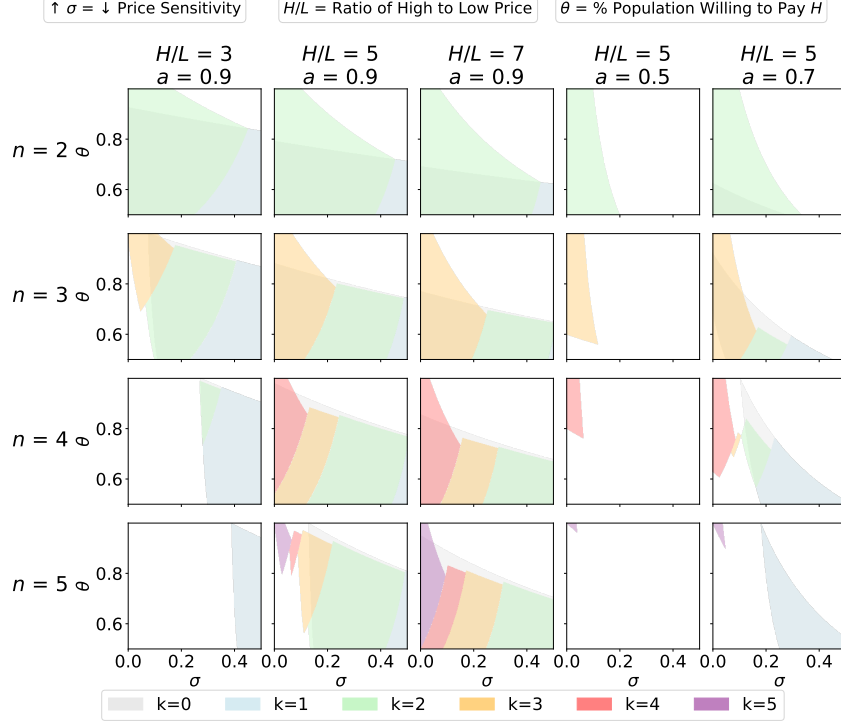 ↑ σ = ↓ Price Sensitivity
H/L = Ratio of High to Low Price
θ = % Population Willing to Pay H
H/L = 3
a = 0.9
H/L = 5
a = 0.9
H/L = 7
a = 0.9
H/L = 5
a = 0.5
H/L = 5
a = 0.7
n = 2
θ
0.8
0.6
n = 3
θ
0.8
0.6
n = 4
θ
0.8
0.6
n = 5
θ
0.8
0.6
0.0 0.2 0.4 0.0 0.2 0.4 0.0 0.2 0.4 0.0 0.2 0.4 0.0 0.2 0.4
σ σ σ σ σ
k=0 k=1 k=2 k=3 k=4 k=5